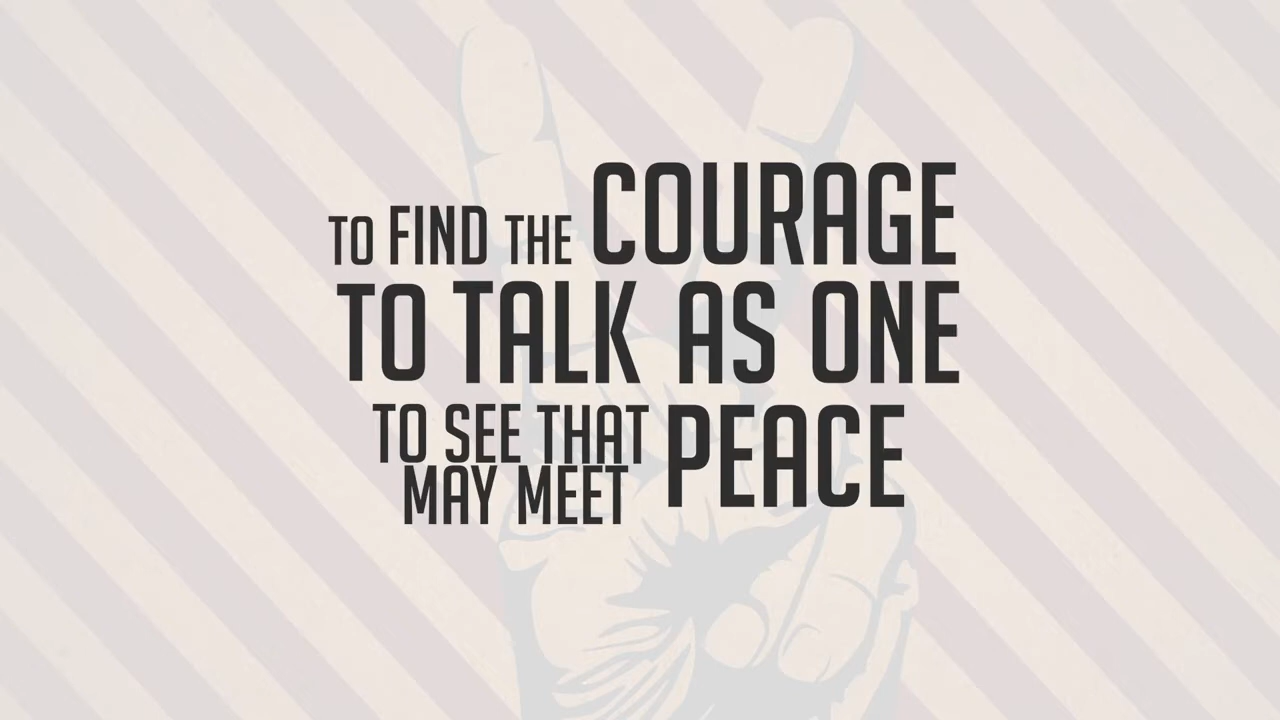 TO FIND THE COURAGE
TO TALK AS ONE
TO SEE THAT
MAY MEET PEACE